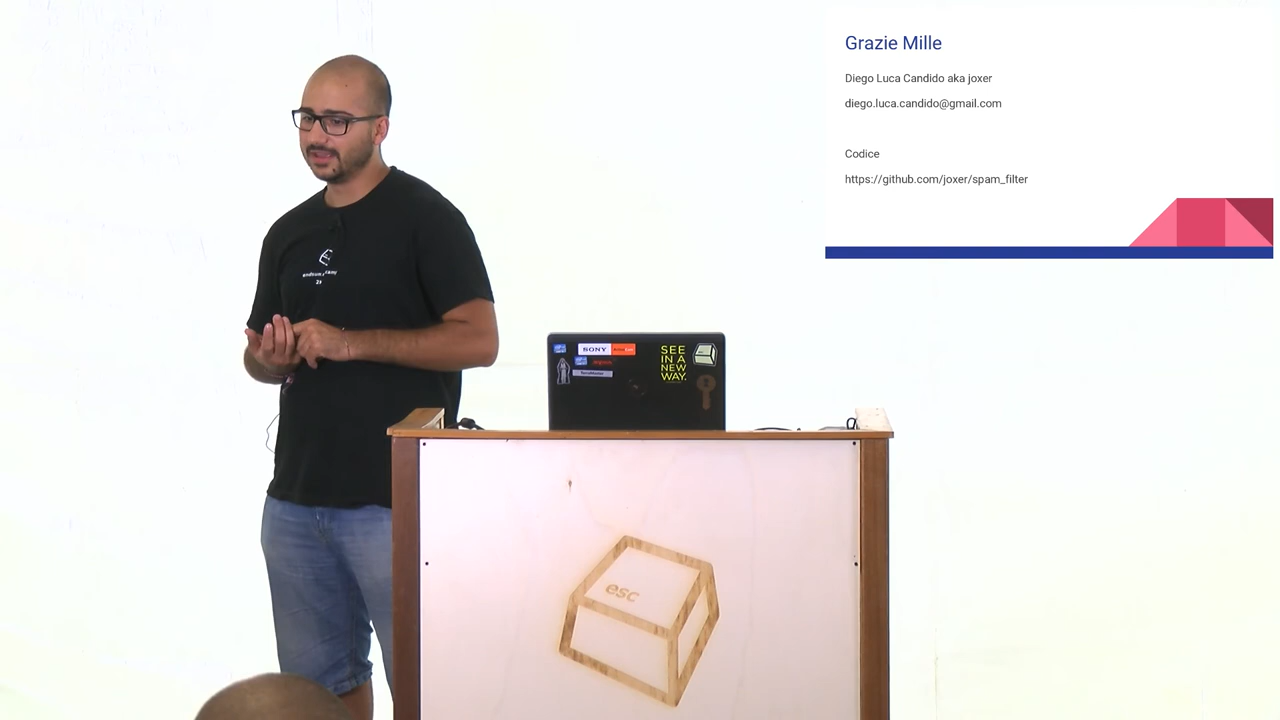 Grazie Mille
Diego Luca Candido aka joxer
diego.luca.candido@gmail.com
Codice
https://github.com/joxer/spam_filter
SONY
SEE
IN A
NEW
WAY.
esc